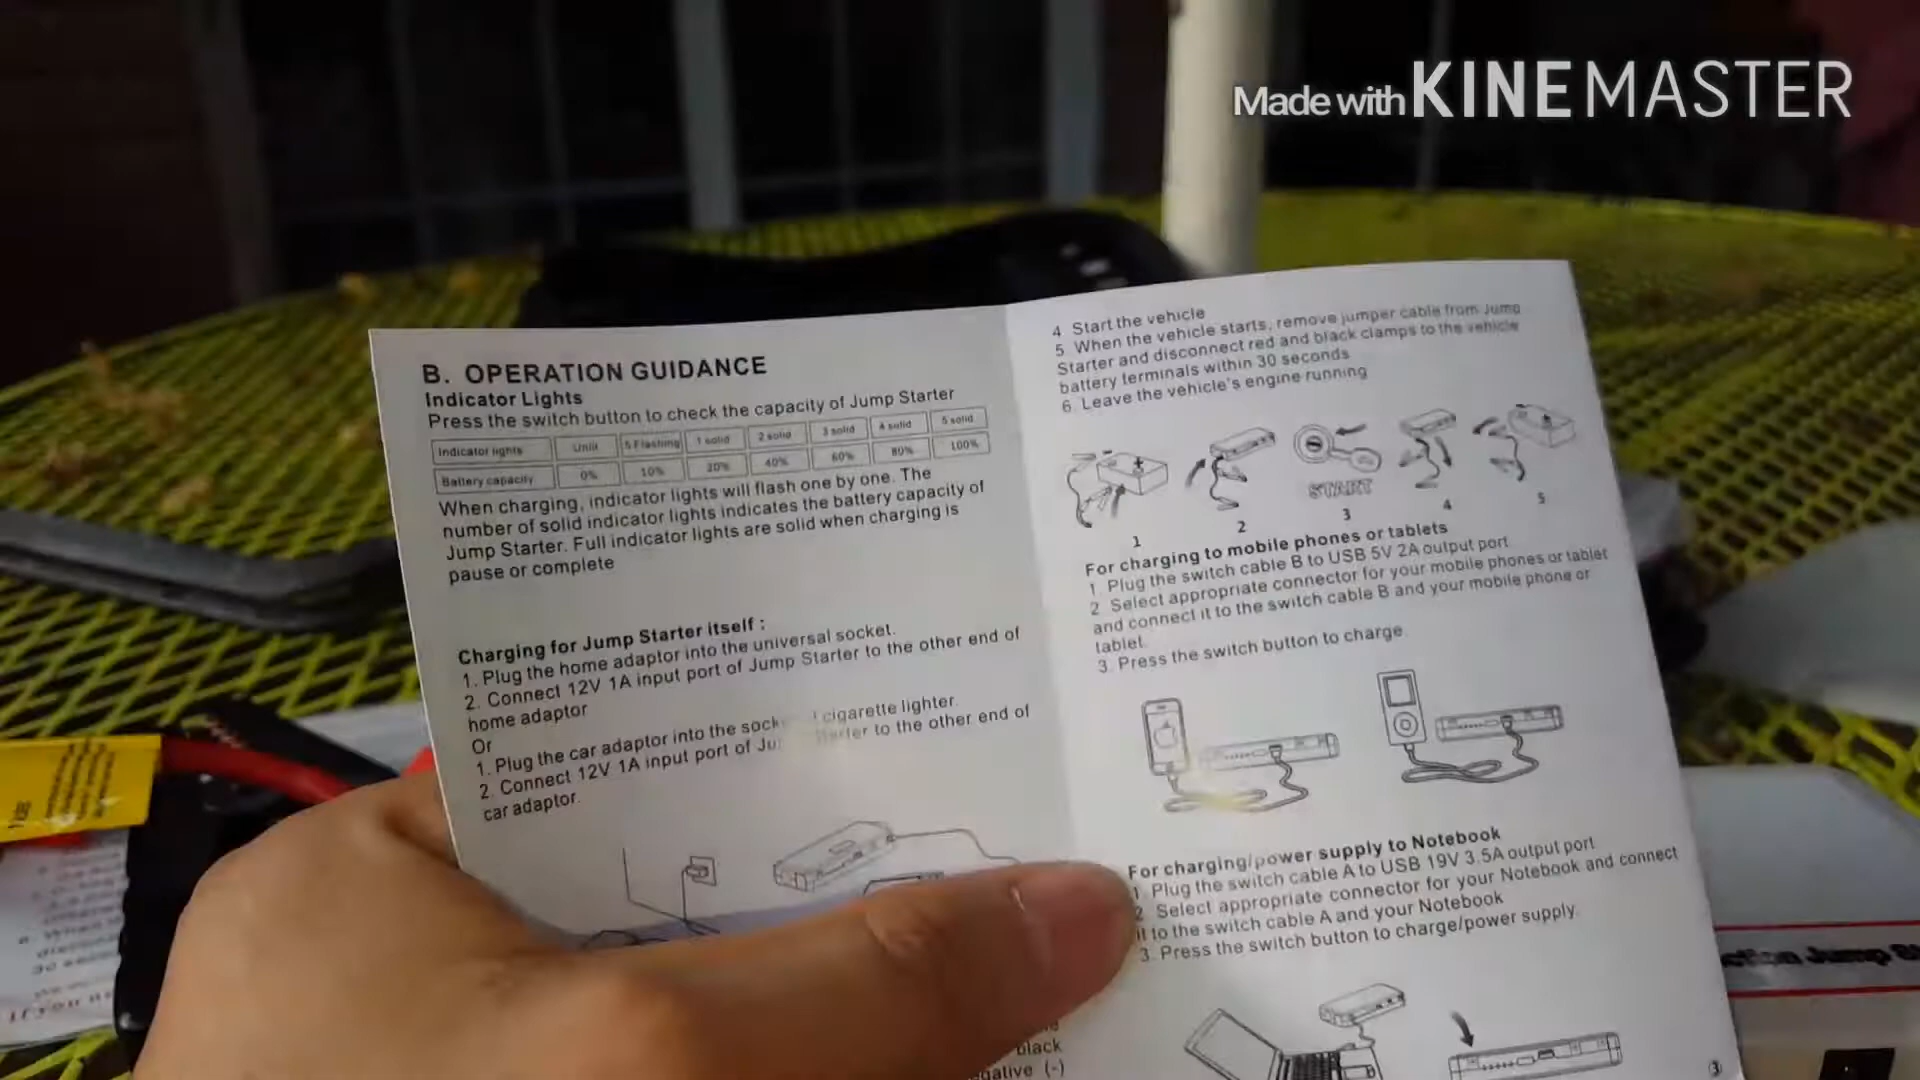 Made with KINEMASTER
B. OPERATION GUIDANCE
Indicator Lights
Press the switch button to check the capacity of Jump Starter
Indicator lights Unlit 5 Flashing 1 solid 2 solid 3 solid 4 solid 5 solid
Battery capacity 0% 10% 20% 40% 60% 80% 100%
When charging, indicator lights will flash one by one. The
number of solid indicator lights indicates the battery capacity of
Jump Starter. Full indicator lights are solid when charging is
pause or complete
Charging for Jump Starter itself :
1. Plug the home adaptor into the universal socket.
2. Connect 12V 1A input port of Jump Starter to the other end of
home adaptor
Or
1. Plug the car adaptor into the cigarette lighter.
2. Connect 12V 1A input port of to the other end of
car adaptor.
black
(-)
4 Start the vehicle
5 When the vehicle starts, remove jumper cable from Jump
Starter and disconnect red and black clamps to the vehicle
battery terminals within 30 seconds
6. Leave the vehicle's engine running
START
1 2 3 4 5
For charging to mobile phones or tablets
1 Plug the switch cable B to USB 5V 2A output port
2 Select appropriate connector for your mobile phones or tablet
and connect it to the switch cable B and your mobile phone or
tablet.
3. Press the switch button to charge.
For charging/power supply to Notebook
1 Plug the switch cable A to USB 19V 3.5A output port
2 Select appropriate connector for your Notebook and connect
it to the switch cable A and your Notebook
3. Press the switch button to charge/power supply.
3
Jump